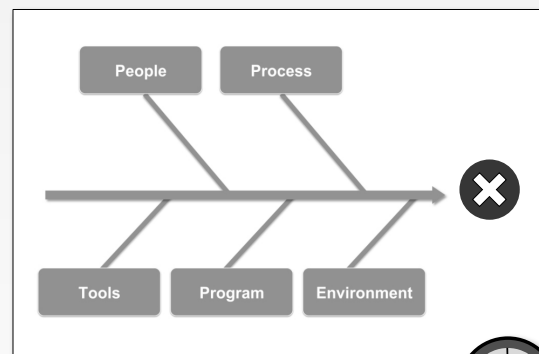 People
Process
Tools
Program
Environment